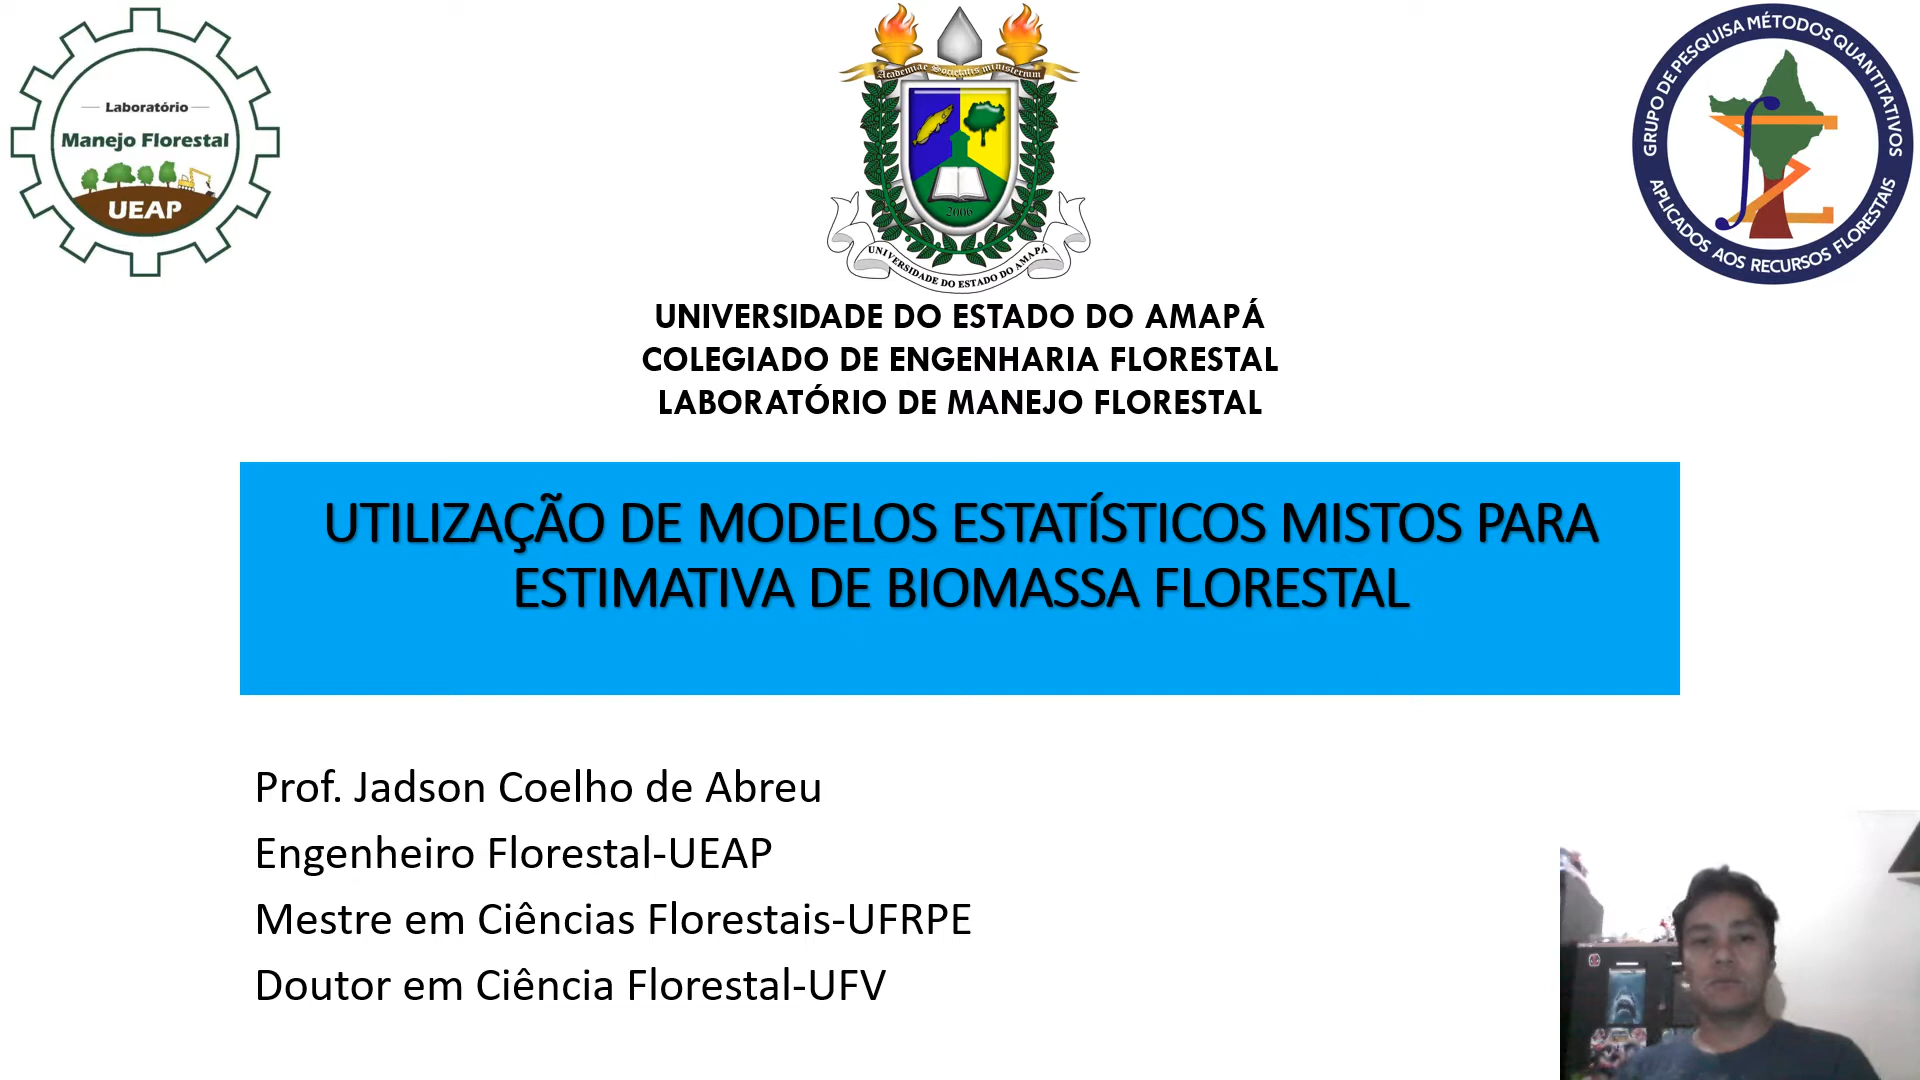 Laboratório
Manejo Florestal
UEAP
Academiae Societatis ministerium
2006
UNIVERSIDADE DO ESTADO DO AMAPÁ
GRUPO DE PESQUISA MÉTODOS QUANTITATIVOS
APLICADOS AOS RECURSOS FLORESTAIS
UNIVERSIDADE DO ESTADO DO AMAPÁ
COLEGIADO DE ENGENHARIA FLORESTAL
LABORATÓRIO DE MANEJO FLORESTAL
UTILIZAÇÃO DE MODELOS ESTATÍSTICOS MISTOS PARA
ESTIMATIVA DE BIOMASSA FLORESTAL
Prof. Jadson Coelho de Abreu
Engenheiro Florestal-UEAP
Mestre em Ciências Florestais-UFRPE
Doutor em Ciência Florestal-UFV